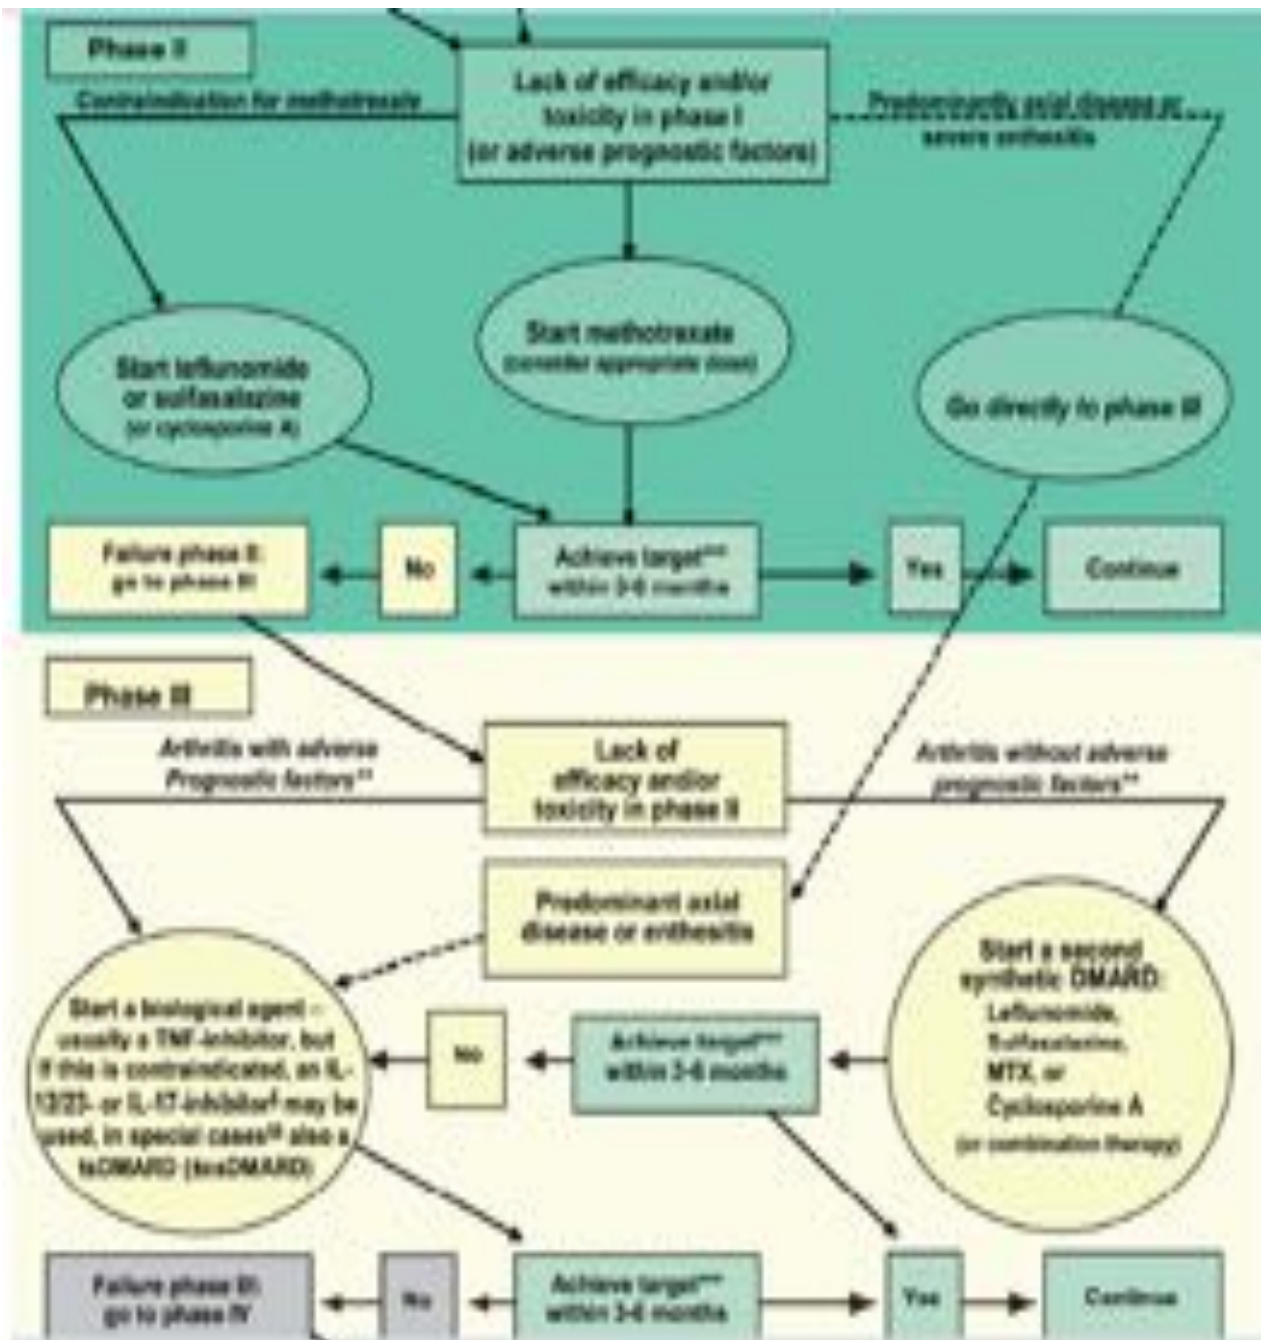 Phase II
Lack of efficacy and/or
toxicity in phase I
(or adverse prognostic factors)
Contraindication for methotrexate
Predominantly axial disease or
severe enthesitis
Start leflunomide
or sulfasalazine
(or cyclosporine A)
Start methotrexate
(consider appropriate dose)
Go directly to phase III
Failure phase II:
go to phase III
No
Achieve target***
within 3-6 months
Yes
Continue
Phase III
Arthritis with adverse
Prognostic factors**
Lack of
efficacy and/or
toxicity in phase II
Arthritis without adverse
prognostic factors**
Predominant axial
disease or enthesitis
Start a second
synthetic DMARD:
Leflunomide,
Sulfasalazine,
MTX, or
Cyclosporine A
(or combination therapy)
Start a biological agent –
usually a TNF-inhibitor, but
if this is contraindicated, an IL-
12/23- or IL-17-inhibitor may be
used, in special cases also a
tsDMARD
No
Achieve target***
within 3-6 months
Failure phase III:
go to phase IV
No
Achieve target***
within 3-6 months
Yes
Continue